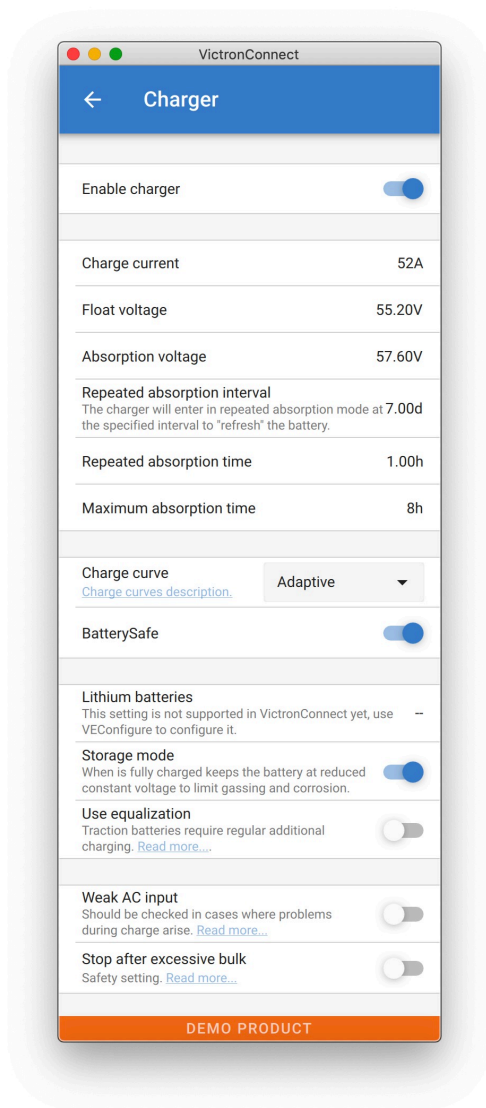 VictronConnect
Charger
Enable charger
Charge current 52A
Float voltage 55.20V
Absorption voltage 57.60V
Repeated absorption interval
The charger will enter in repeated absorption mode at 7.00d
the specified interval to "refresh" the battery.
Repeated absorption time 1.00h
Maximum absorption time 8h
Charge curve
Charge curves description.
Adaptive
BatterySafe
Lithium batteries
This setting is not supported in VictronConnect yet, use --
VEConfigure to configure it.
Storage mode
When is fully charged keeps the battery at reduced
constant voltage to limit gassing and corrosion.
Use equalization
Traction batteries require regular additional
charging. Read more....
Weak AC input
Should be checked in cases where problems
during charge arise. Read more...
Stop after excessive bulk
Safety setting. Read more...
DEMO PRODUCT